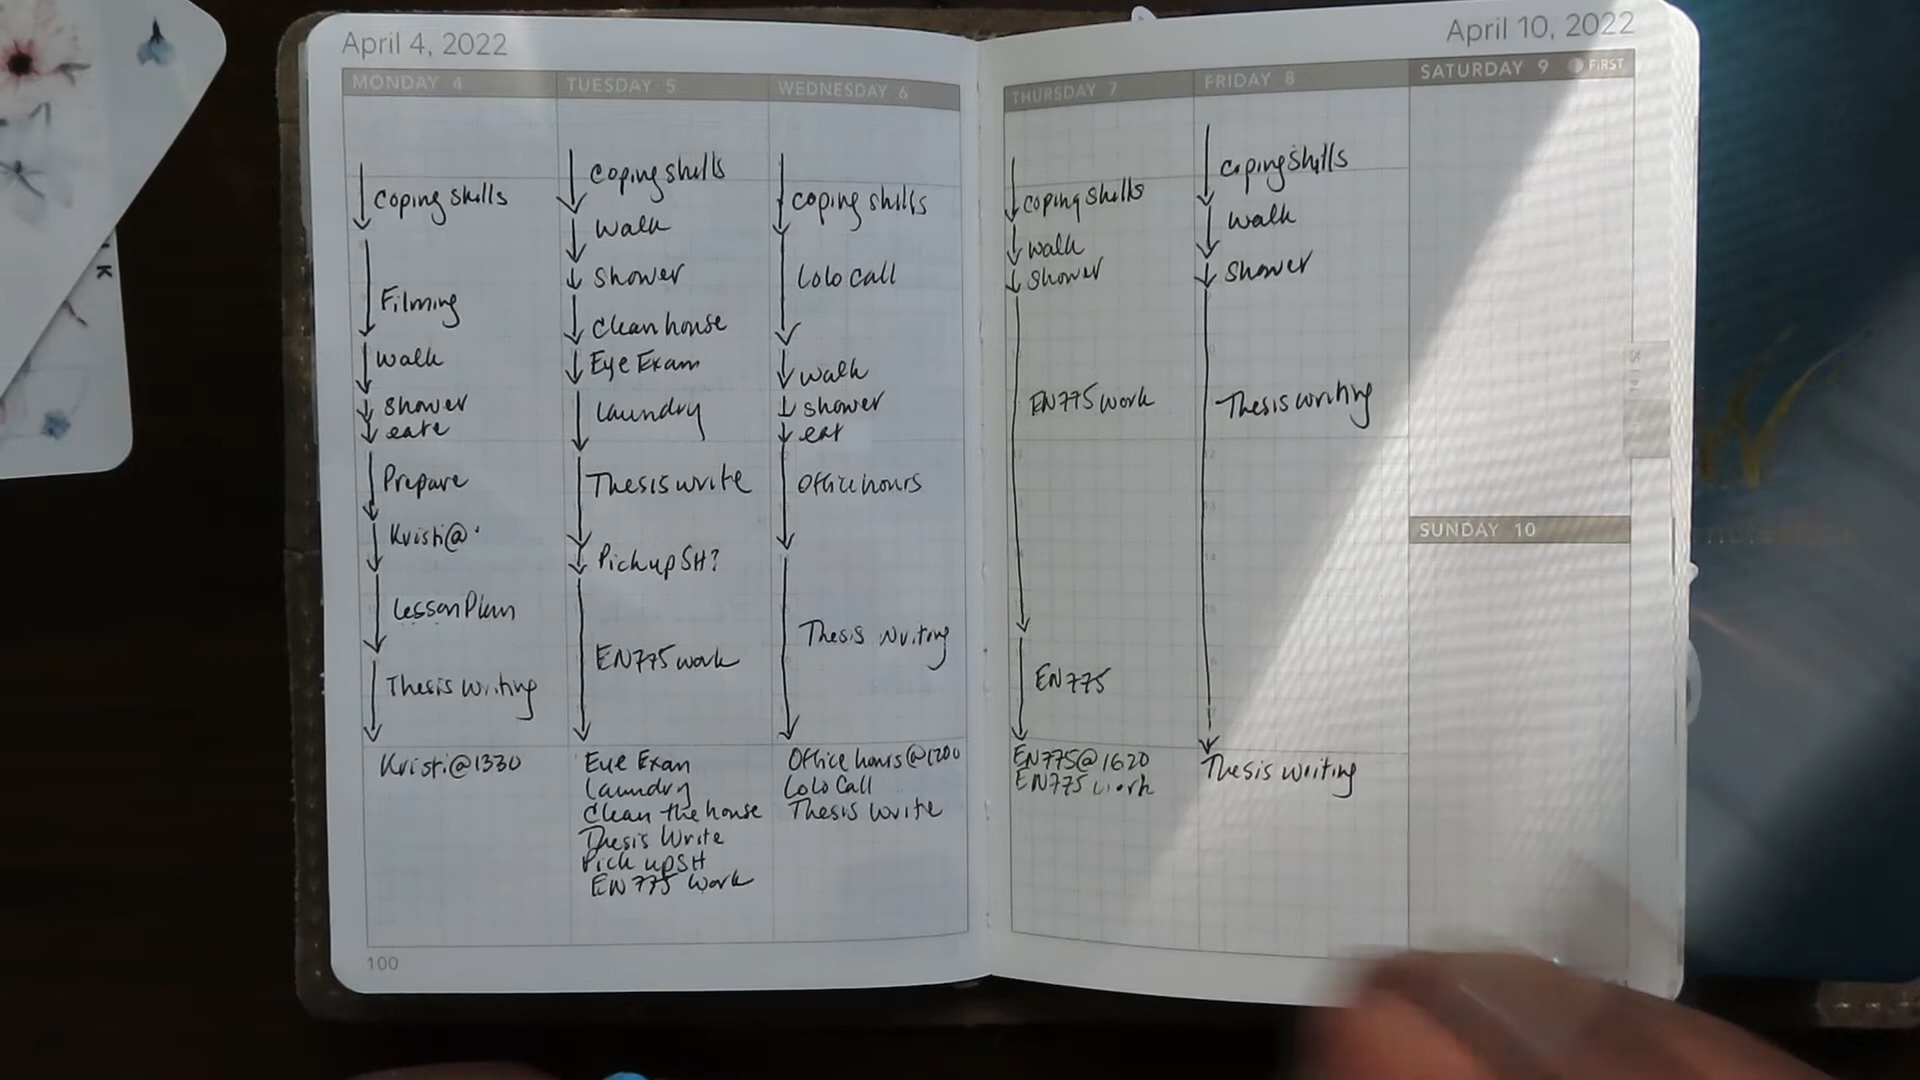 April 4, 2022
MONDAY 4
Coping skills
Filming
Walk
Shower
eate
Prepare
Kristi@
Lesson Plan
Thesis writing
Kristi@1330
TUESDAY 5
Coping skills
Walk
Shower
Clean house
Eye Exam
Laundry
Thesis write
Pick up SH?
EN775 work
Eye Exam
Laundry
Clean the house
Thesis Write
Pick up SH
EN775 work
WEDNESDAY 6
Coping skills
Lolo call
Walk
Shower
eat
Office hours
Thesis Writing
Office hours@1200
Lolo Call
Thesis Write
100
April 10, 2022
THURSDAY 7
Coping skills
Walk
Shower
EN775 work
EN775
EN775@1620
EN775 work
FRIDAY 8
Coping skills
Walk
Shower
Thesis writing
Thesis writing
SATURDAY 9 FIRST
SUNDAY 10